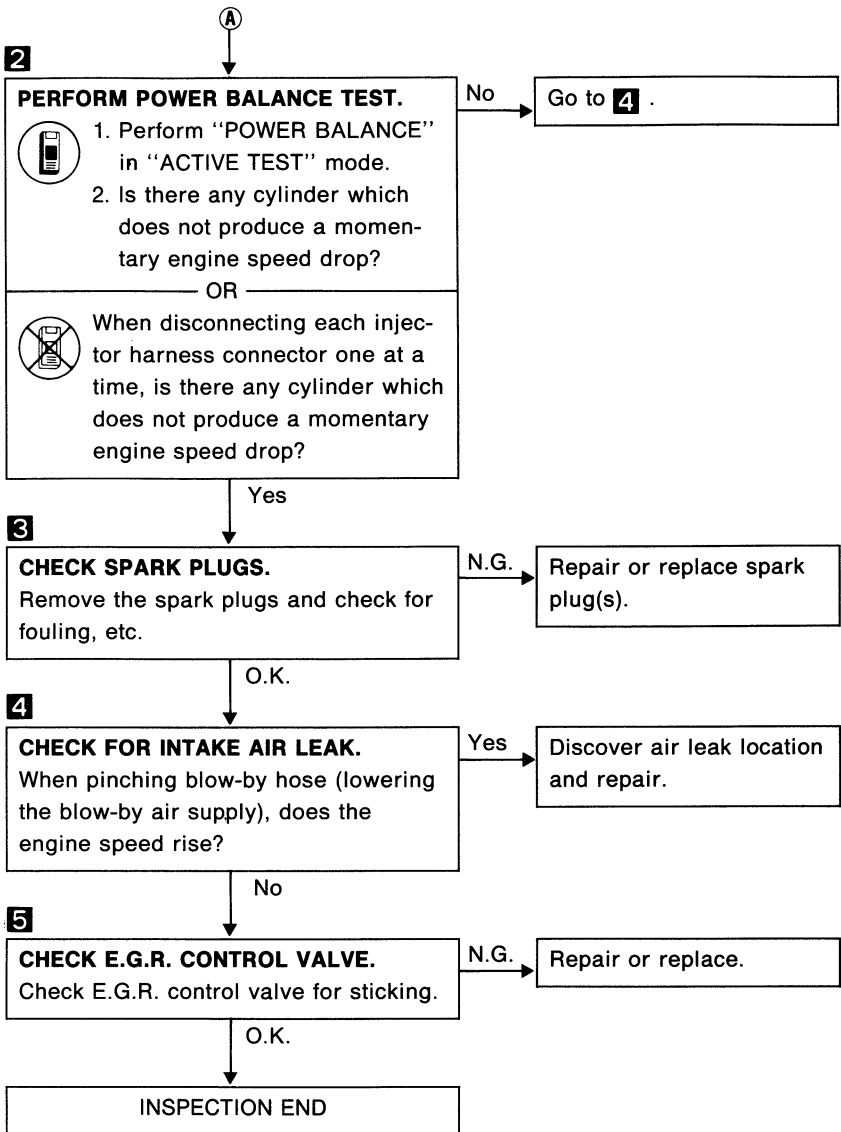 A
2
PERFORM POWER BALANCE TEST.
1. Perform “POWER BALANCE”
in “ACTIVE TEST” mode.
2. Is there any cylinder which
does not produce a momen-
tary engine speed drop?
No
Go to 4 .
OR
When disconnecting each injec-
tor harness connector one at a
time, is there any cylinder which
does not produce a momentary
engine speed drop?
Yes
3
CHECK SPARK PLUGS.
Remove the spark plugs and check for
fouling, etc.
N.G.
Repair or replace spark
plug(s).
O.K.
4
CHECK FOR INTAKE AIR LEAK.
When pinching blow-by hose (lowering
the blow-by air supply), does the
engine speed rise?
Yes
Discover air leak location
and repair.
No
5
CHECK E.G.R. CONTROL VALVE.
Check E.G.R. control valve for sticking.
N.G.
Repair or replace.
O.K.
INSPECTION END